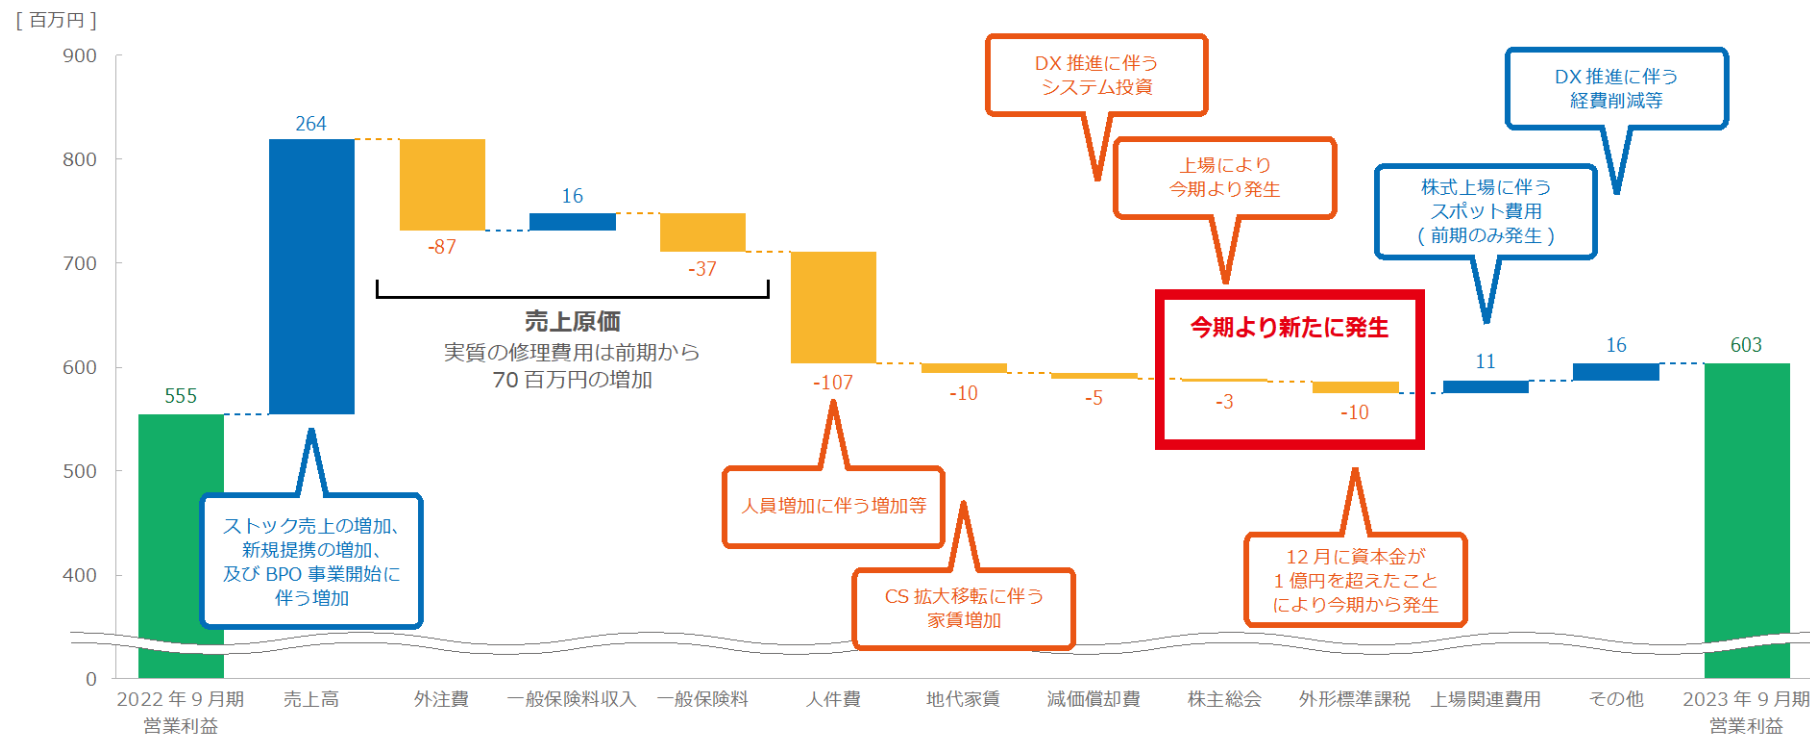 [ 百万円 ]
900
800
700
600
500
400
0
555
264
-87
16
-37
-107
-10
-5
-3
-10
11
16
603
売上原価
実質の修理費用は前期から
70 百万円の増加
ストック売上の増加、
新規提携の増加、
及び BPO 事業開始に
伴う増加
人員増加に伴う増加等
CS 拡大移転に伴う
家賃増加
DX 推進に伴う
システム投資
上場により
今期より発生
今期より新たに発生
12 月に資本金が
1 億円を超えたこと
により今期から発生
株式上場に伴う
スポット費用
( 前期のみ発生 )
DX 推進に伴う
経費削減等
2022 年 9 月期
営業利益
売上高
外注費
一般保険料収入
一般保険料
人件費
地代家賃
減価償却費
株主総会
外形標準課税
上場関連費用
その他
2023 年 9 月期
営業利益